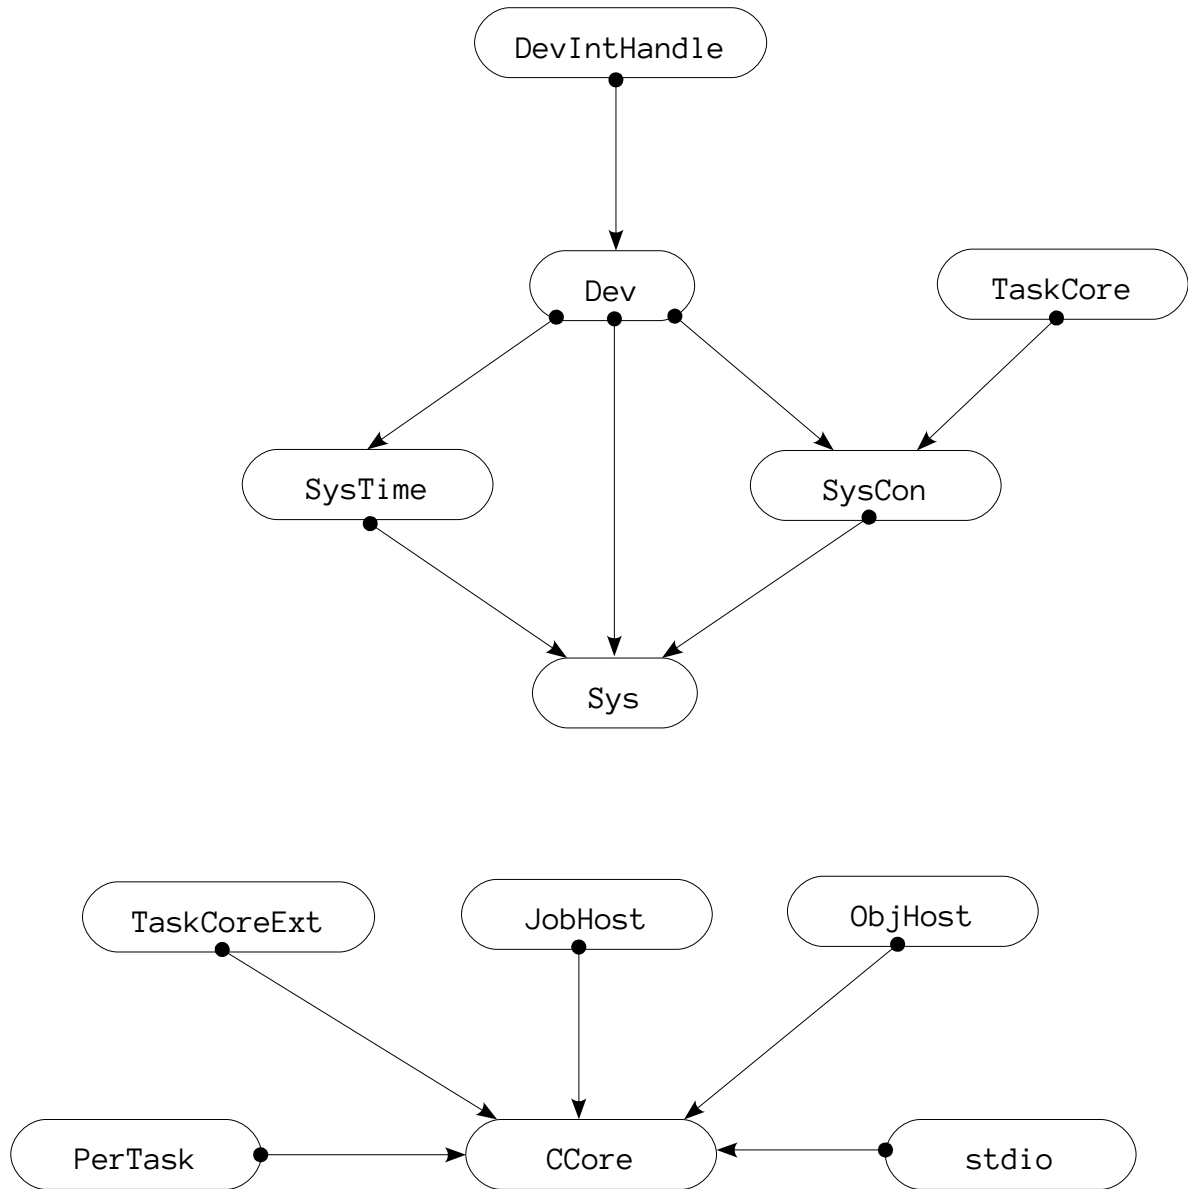 DevIntHandle
Dev
TaskCore
SysTime
SysCon
Sys
TaskCoreExt
JobHost
ObjHost
PerTask
CCore
stdio